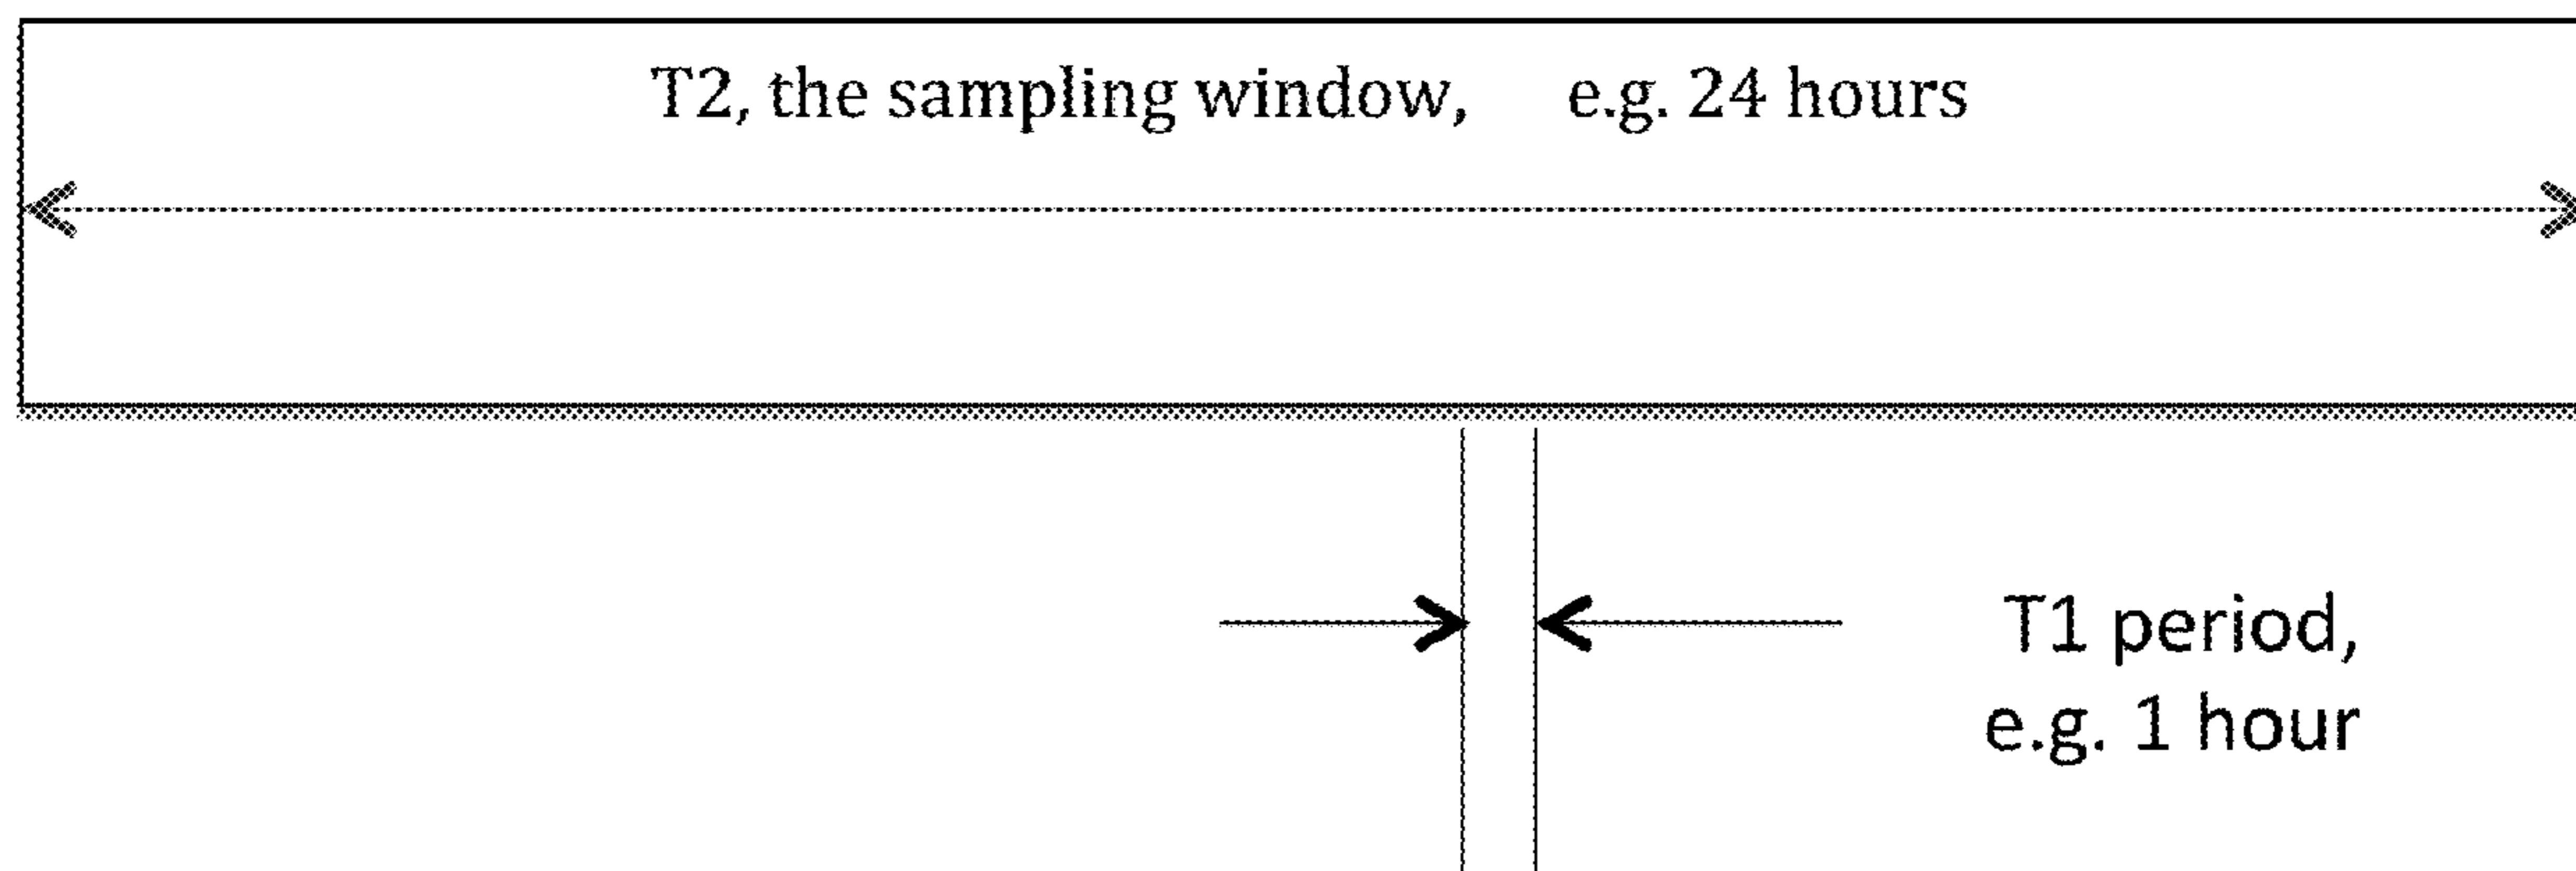 T2, the sampling window, e.g. 24 hours
T1 period,
e.g. 1 hour